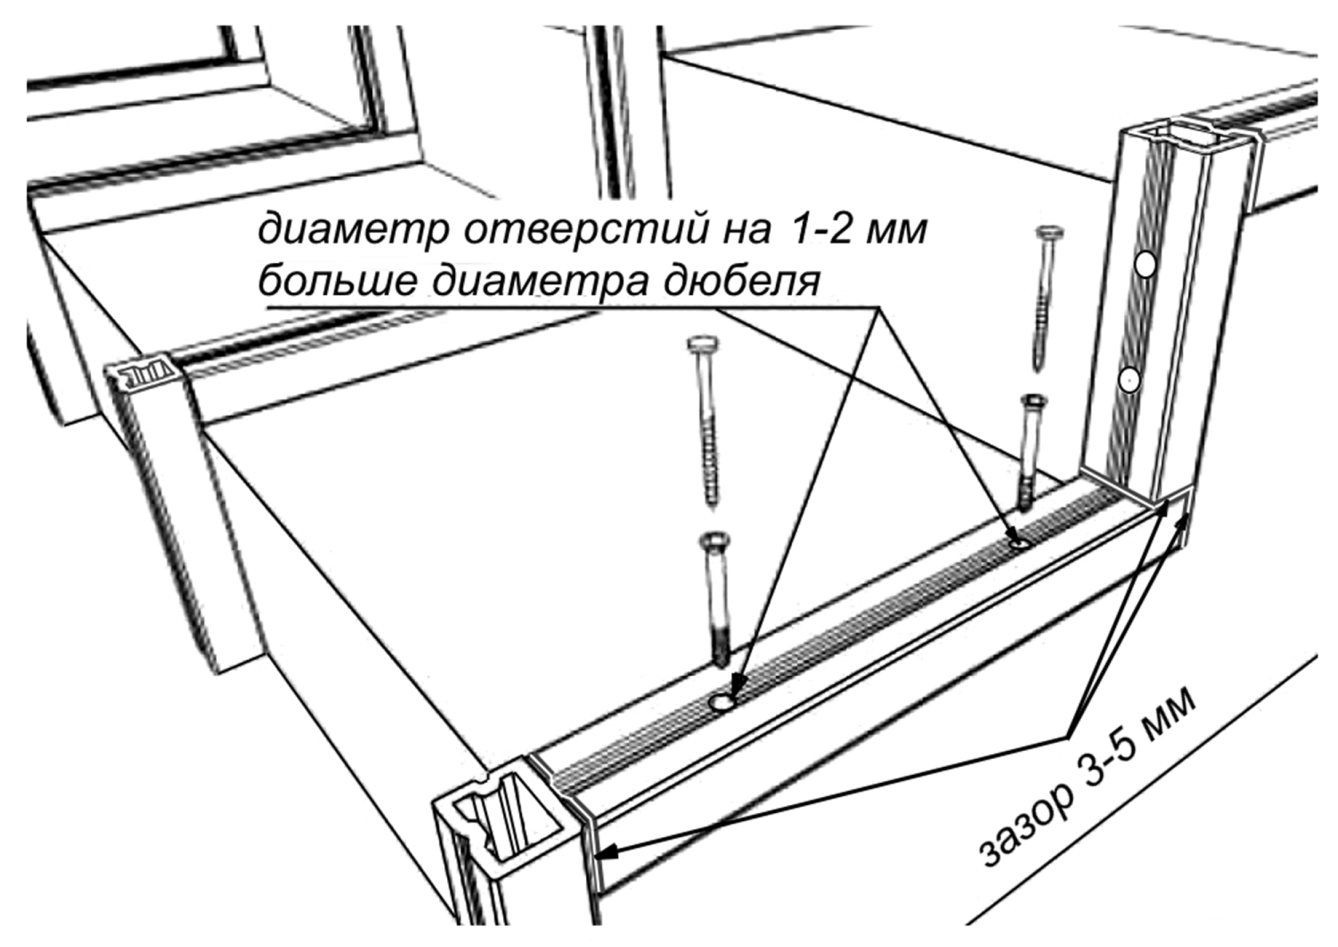 диаметр отверстий на 1-2 мм
больше диаметра дюбеля
зазор 3-5 мм